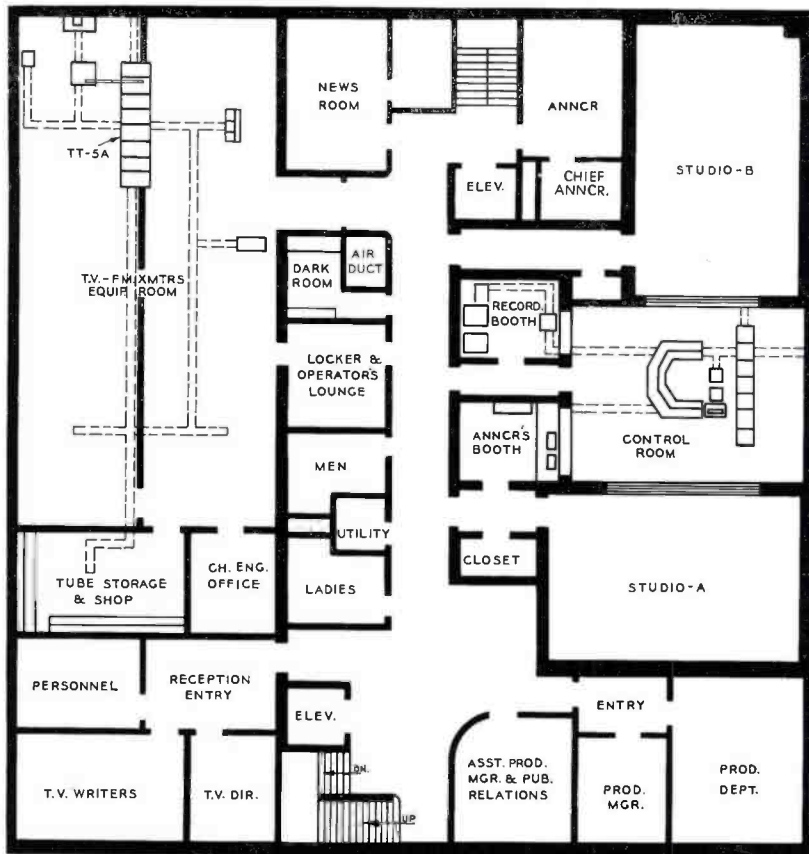 NEWS
ROOM
ANNCR
TT-5A
ELEV.
CHIEF
ANNCR.
STUDIO-B
AIR
DUCT
DARK
ROOM
T.V.-FM XMTRS
EQUIP ROOM
RECORD.
BOOTH
LOCKER &
OPERATOR'S
LOUNGE
ANNCR'S
BOOTH
CONTROL
ROOM
MEN
UTILITY
CLOSET
TUBE STORAGE
& SHOP
CH. ENG.
OFFICE
LADIES
STUDIO-A
PERSONNEL
RECEPTION
ENTRY
ELEV.
ENTRY
T.V. WRITERS
T.V. DIR.
DN.
UP
ASST. PROD.
MGR. & PUB.
RELATIONS
PROD.
MGR.
PROD.
DEPT.